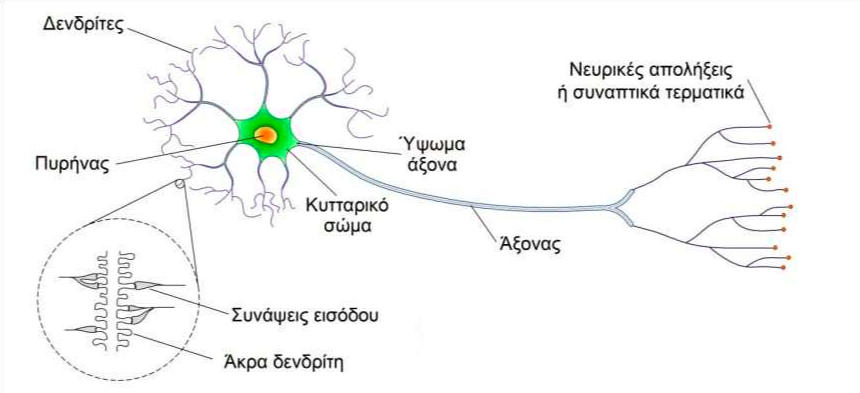 Δενδρίτες
Νευρικές απολήξεις
ή συναπτικά τερματικά
Πυρήνας
Ύψωμα
άξονα
Κυτταρικό
σώμα
Άξονας
Συνάψεις εισόδου
Άκρα δενδρίτη